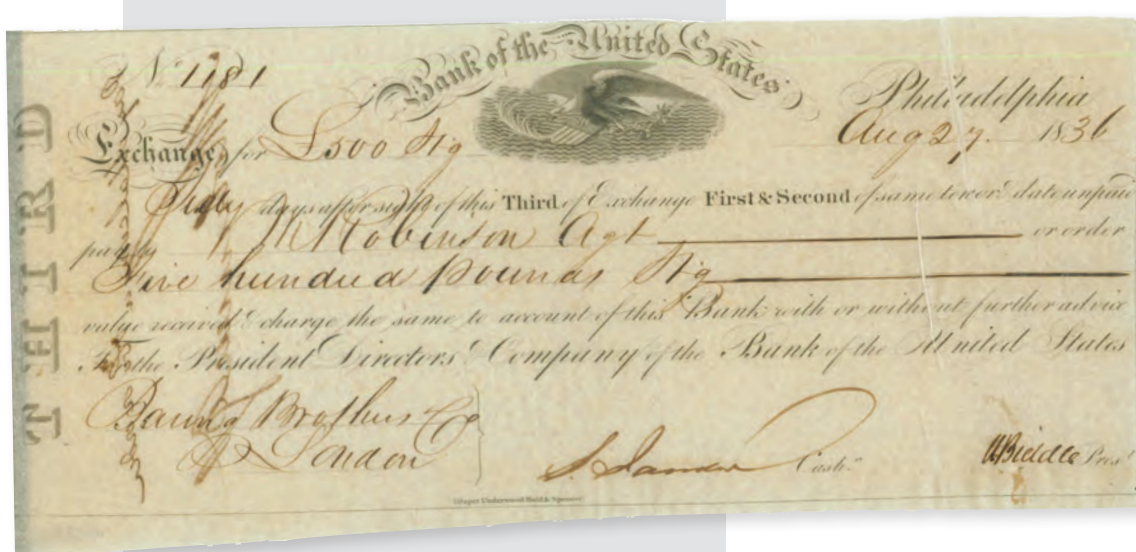 Bank of the United States
No. 1181
Philadelphia
Aug 27. 1836
Exchange for £500 Stg
Sixty days after sight of this Third of Exchange First & Second of same tenor & date unpaid
pay to Robinson Agt or order
Five hundred pounds Stg
value received & charge the same to account of this Bank with or without further advice
For the President Directors & Company of the Bank of the United States
Baring Brothers & Co
London
Cashr
N Biddle Prest
Draper Underwood Bald & Spencer
THIRD